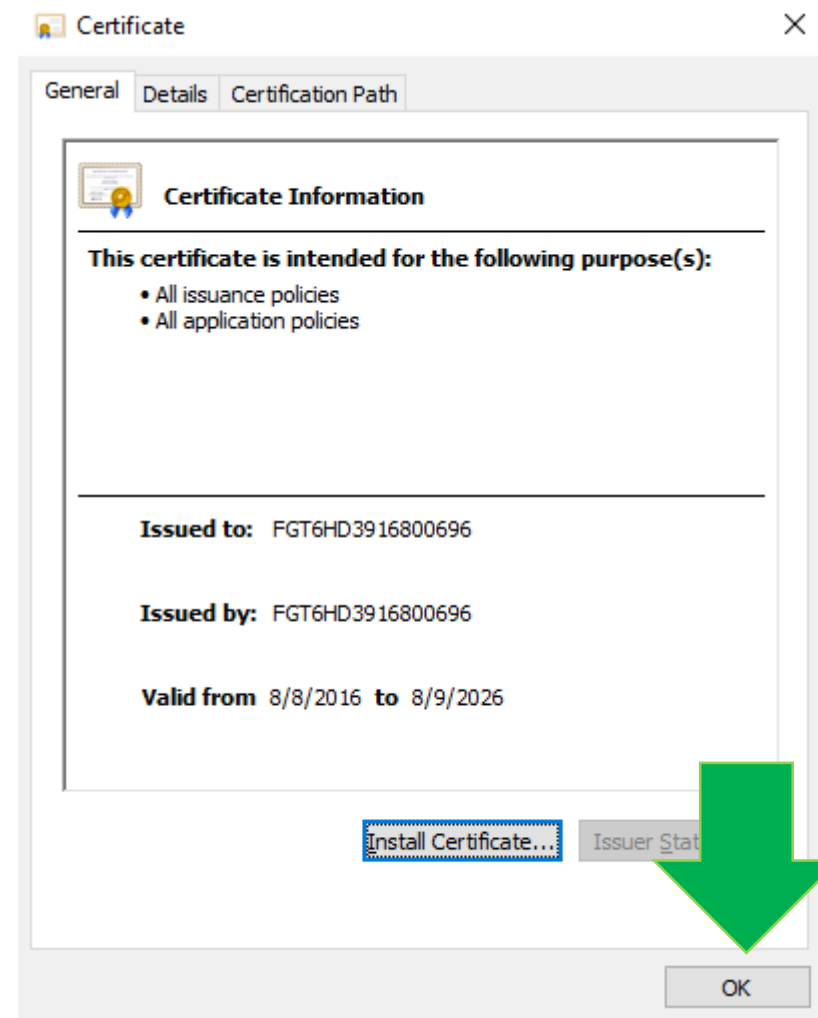 Certificate
General Details Certification Path
Certificate Information
This certificate is intended for the following purpose(s):
• All issuance policies
• All application policies
Issued to: FGT6HD3916800696
Issued by: FGT6HD3916800696
Valid from 8/8/2016 to 8/9/2026
Install Certificate... Issuer
OK